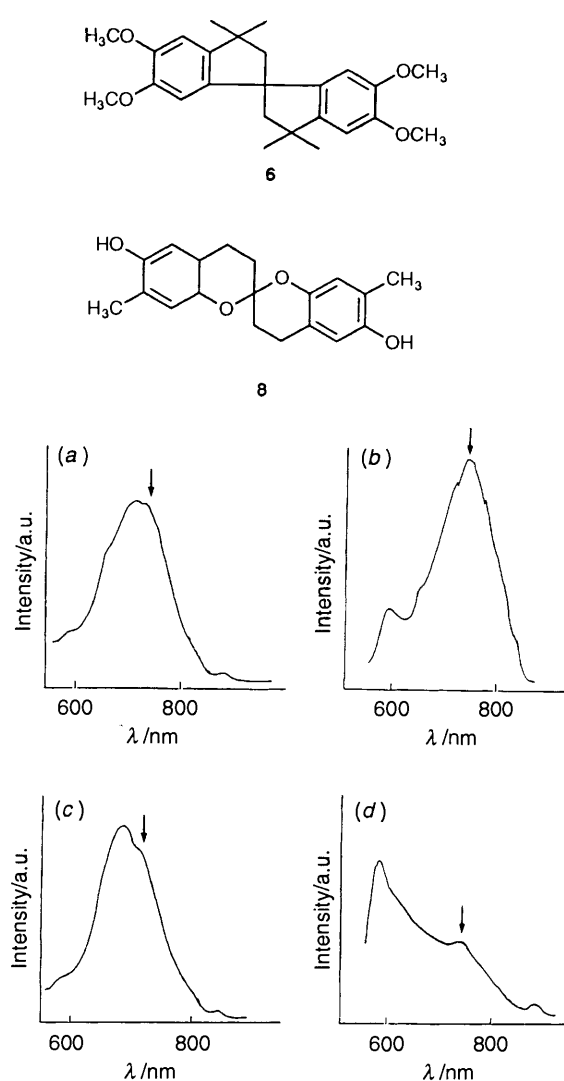 H₃CO
H₃CO
OCH₃
OCH₃
6
HO
H₃C
O
O
CH₃
OH
8
(a)
Intensity/a.u.
600 800
λ /nm
(b)
Intensity/a.u.
600 800
λ /nm
(c)
Intensity/a.u.
600 800
λ /nm
(d)
Intensity/a.u.
600 800
λ /nm